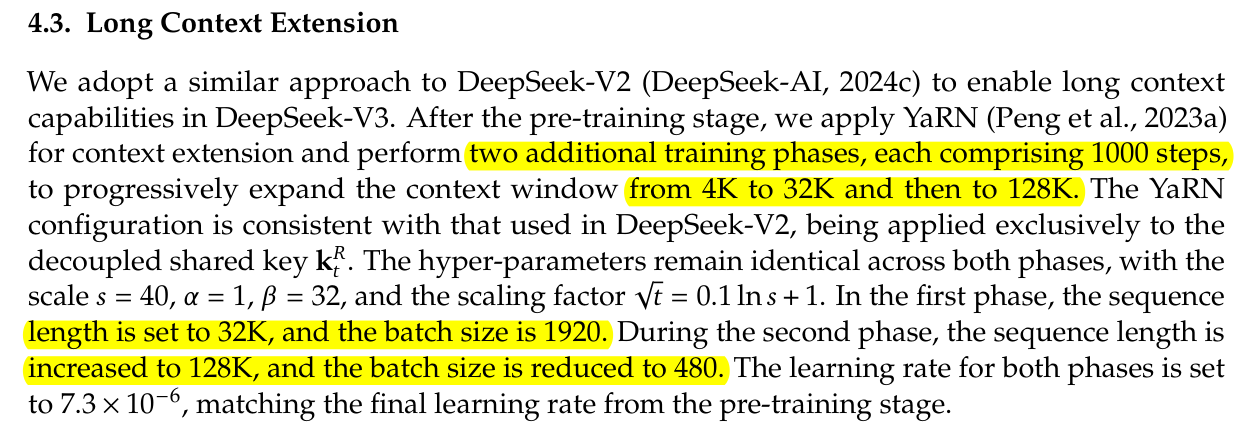 4.3. Long Context Extension
We adopt a similar approach to DeepSeek-V2 (DeepSeek-AI, 2024c) to enable long context
capabilities in DeepSeek-V3. After the pre-training stage, we apply YaRN (Peng et al., 2023a)
for context extension and perform two additional training phases, each comprising 1000 steps,
to progressively expand the context window from 4K to 32K and then to 128K. The YaRN
configuration is consistent with that used in DeepSeek-V2, being applied exclusively to the
decoupled shared key 𝐤ₜᴿ. The hyper-parameters remain identical across both phases, with the
scale s = 40, α = 1, β = 32, and the scaling factor √t = 0.1 ln s + 1. In the first phase, the sequence
length is set to 32K, and the batch size is 1920. During the second phase, the sequence length is
increased to 128K, and the batch size is reduced to 480. The learning rate for both phases is set
to 7.3 × 10⁻⁶, matching the final learning rate from the pre-training stage.